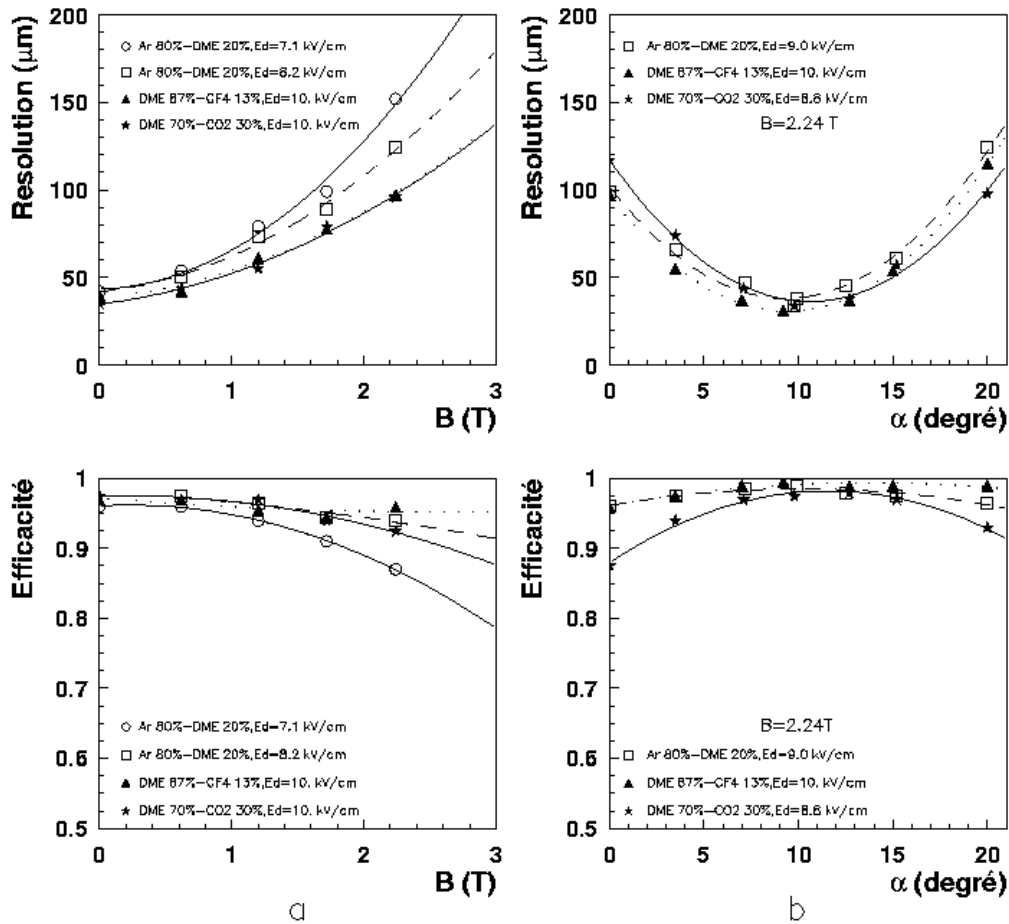 Resolution (μm)
200
150
100
50
0
○ Ar 80%-DME 20%,Ed=7.1 kV/cm
□ Ar 80%-DME 20%,Ed=8.2 kV/cm
▲ DME 87%-CF4 13%,Ed=10. kV/cm
★ DME 70%-CO2 30%,Ed=10. kV/cm
0 1 2 3
B (T)
Resolution (μm)
200
150
100
50
0
□ Ar 80%-DME 20%,Ed=9.0 kV/cm
▲ DME 87%-CF4 13%,Ed=10. kV/cm
★ DME 70%-CO2 30%,Ed=8.6 kV/cm
B=2.24 T
0 5 10 15 20
α (degré)
Efficacité
1
0.9
0.8
0.7
0.6
0.5
○ Ar 80%-DME 20%,Ed=7.1 kV/cm
□ Ar 80%-DME 20%,Ed=8.2 kV/cm
▲ DME 87%-CF4 13%,Ed=10. kV/cm
★ DME 70%-CO2 30%,Ed=10. kV/cm
0 1 2 3
B (T)
a
Efficacité
1
0.9
0.8
0.7
0.6
0.5
B=2.24T
□ Ar 80%-DME 20%,Ed=9.0 kV/cm
▲ DME 87%-CF4 13%,Ed=10. kV/cm
★ DME 70%-CO2 30%,Ed=8.6 kV/cm
0 5 10 15 20
α (degré)
b